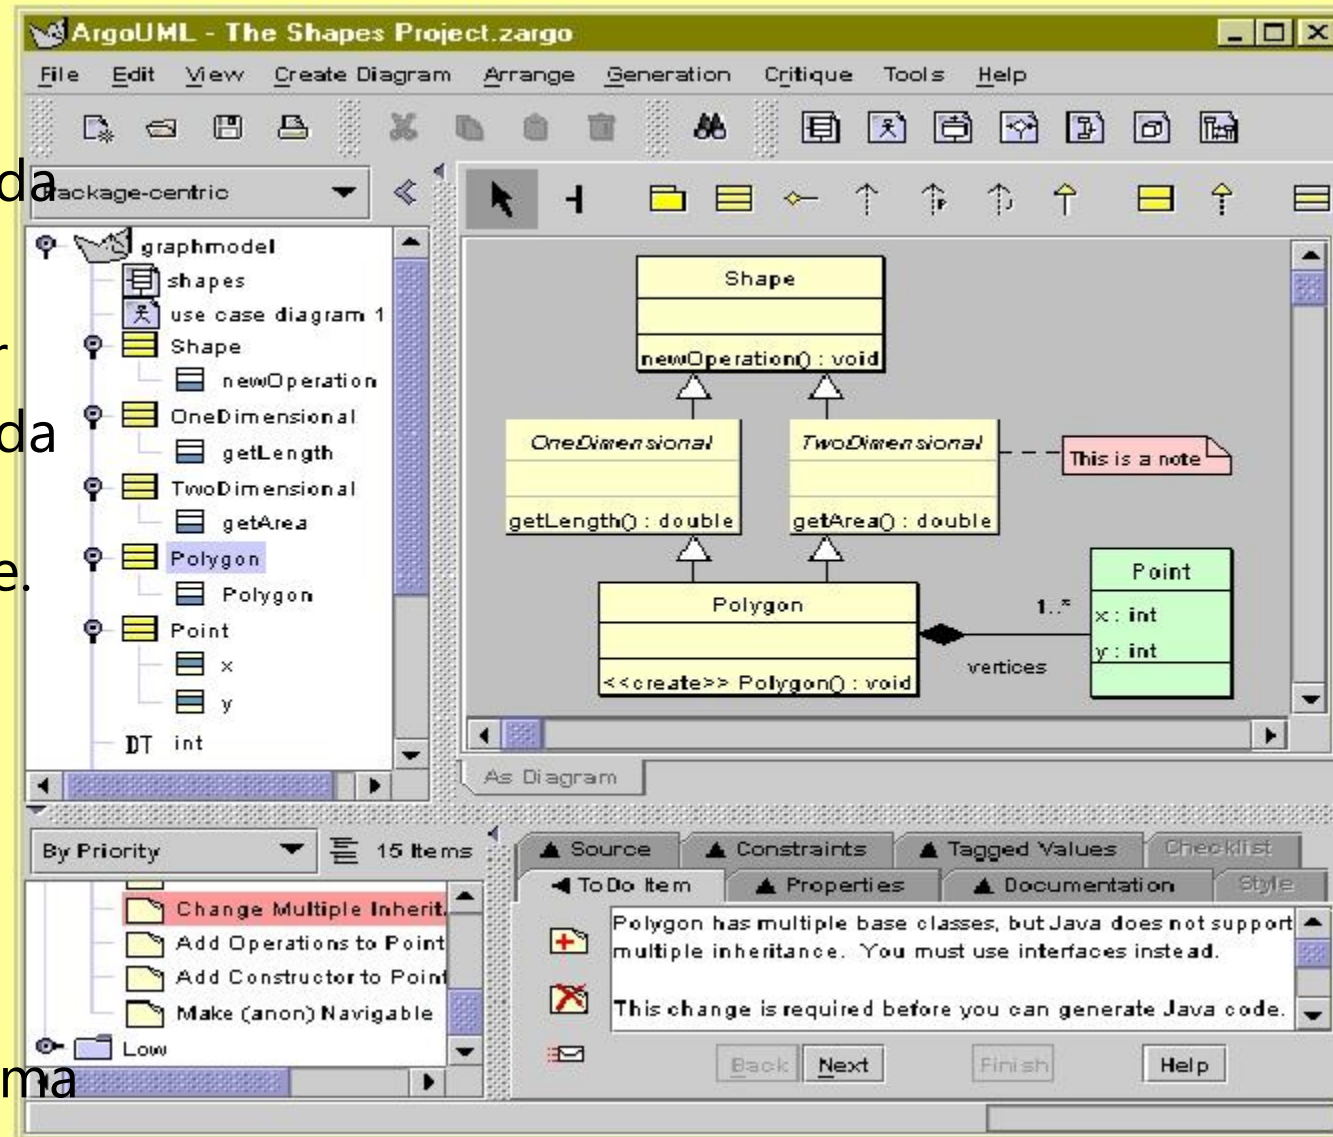 ArgoUML - The Shapes Project.zargo
File Edit View Create Diagram Arrange Generation Critique Tools Help
da
Package-centric
graphmodel
shapes
use case diagram 1
Shape
newOperation
OneDimensional
da
getLength
TwoDimensional
getArea
Polygon
e.
Polygon
Point
x
y
DT int
Shape
newOperation() : void
OneDimensional
getLength() : double
TwoDimensional
getArea() : double
This is a note
Polygon
<<create>> Polygon() : void
1..*
vertices
Point
x : int
y : int
As Diagram
By Priority
15 Items
Change Multiple Inherit.
Add Operations to Point
Add Constructor to Point
Make (anon) Navigable
Low
ma
Source Constraints Tagged Values Checklist
ToDo Item Properties Documentation Style
Polygon has multiple base classes, but Java does not support
multiple inheritance. You must use interfaces instead.
This change is required before you can generate Java code.
Back Next Finish Help